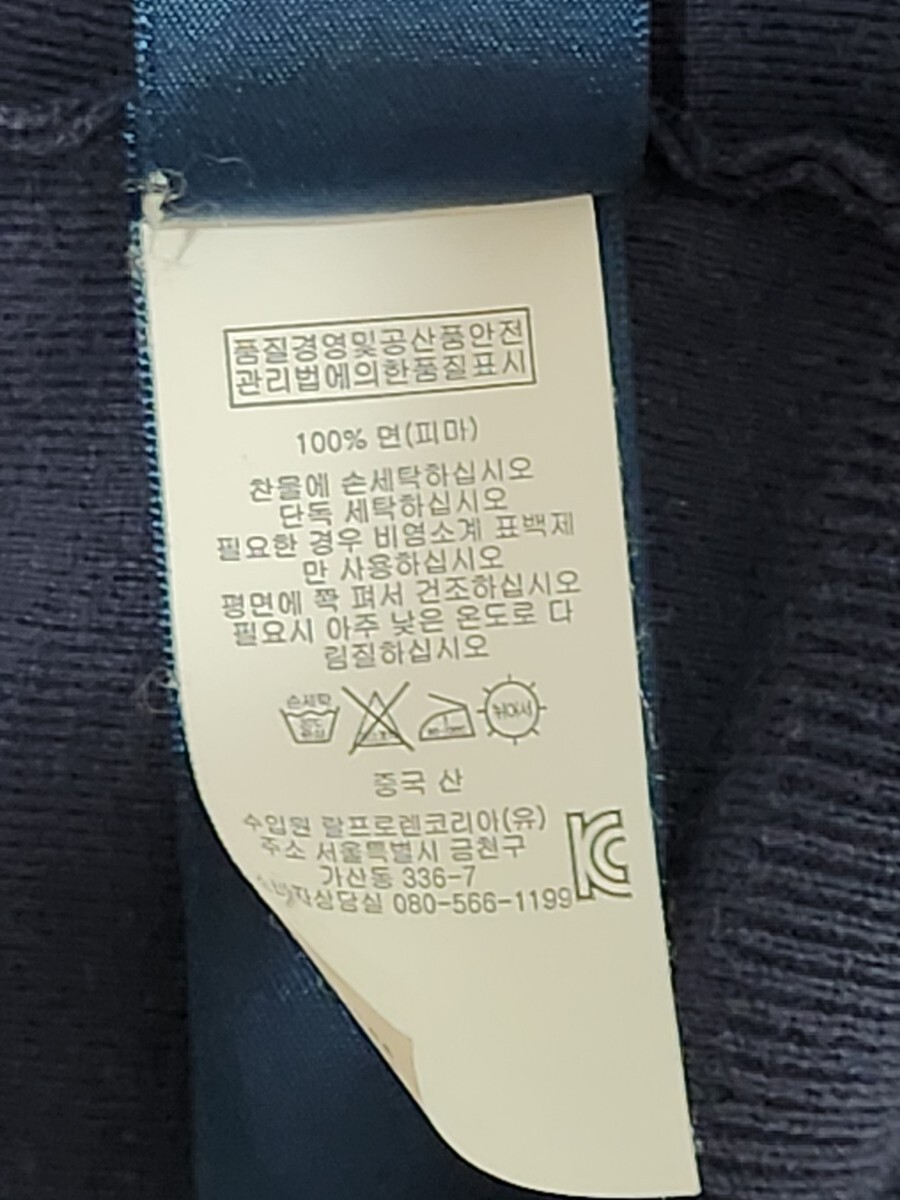 품질경영및공산품안전
관리법에의한품질표시
100% 면(피마)
찬물에 손세탁하십시오
단독 세탁하십시오
필요한 경우 비염소계 표백제
만 사용하십시오
평면에 쫙 펴서 건조하십시오
필요시 아주 낮은 온도로 다
림질하십시오
손세탁
뉘어서
중국 산
수입원 랄프로렌코리아(유)
주소 서울특별시 금천구
가산동 336-7
소비자상담실 080-566-1199